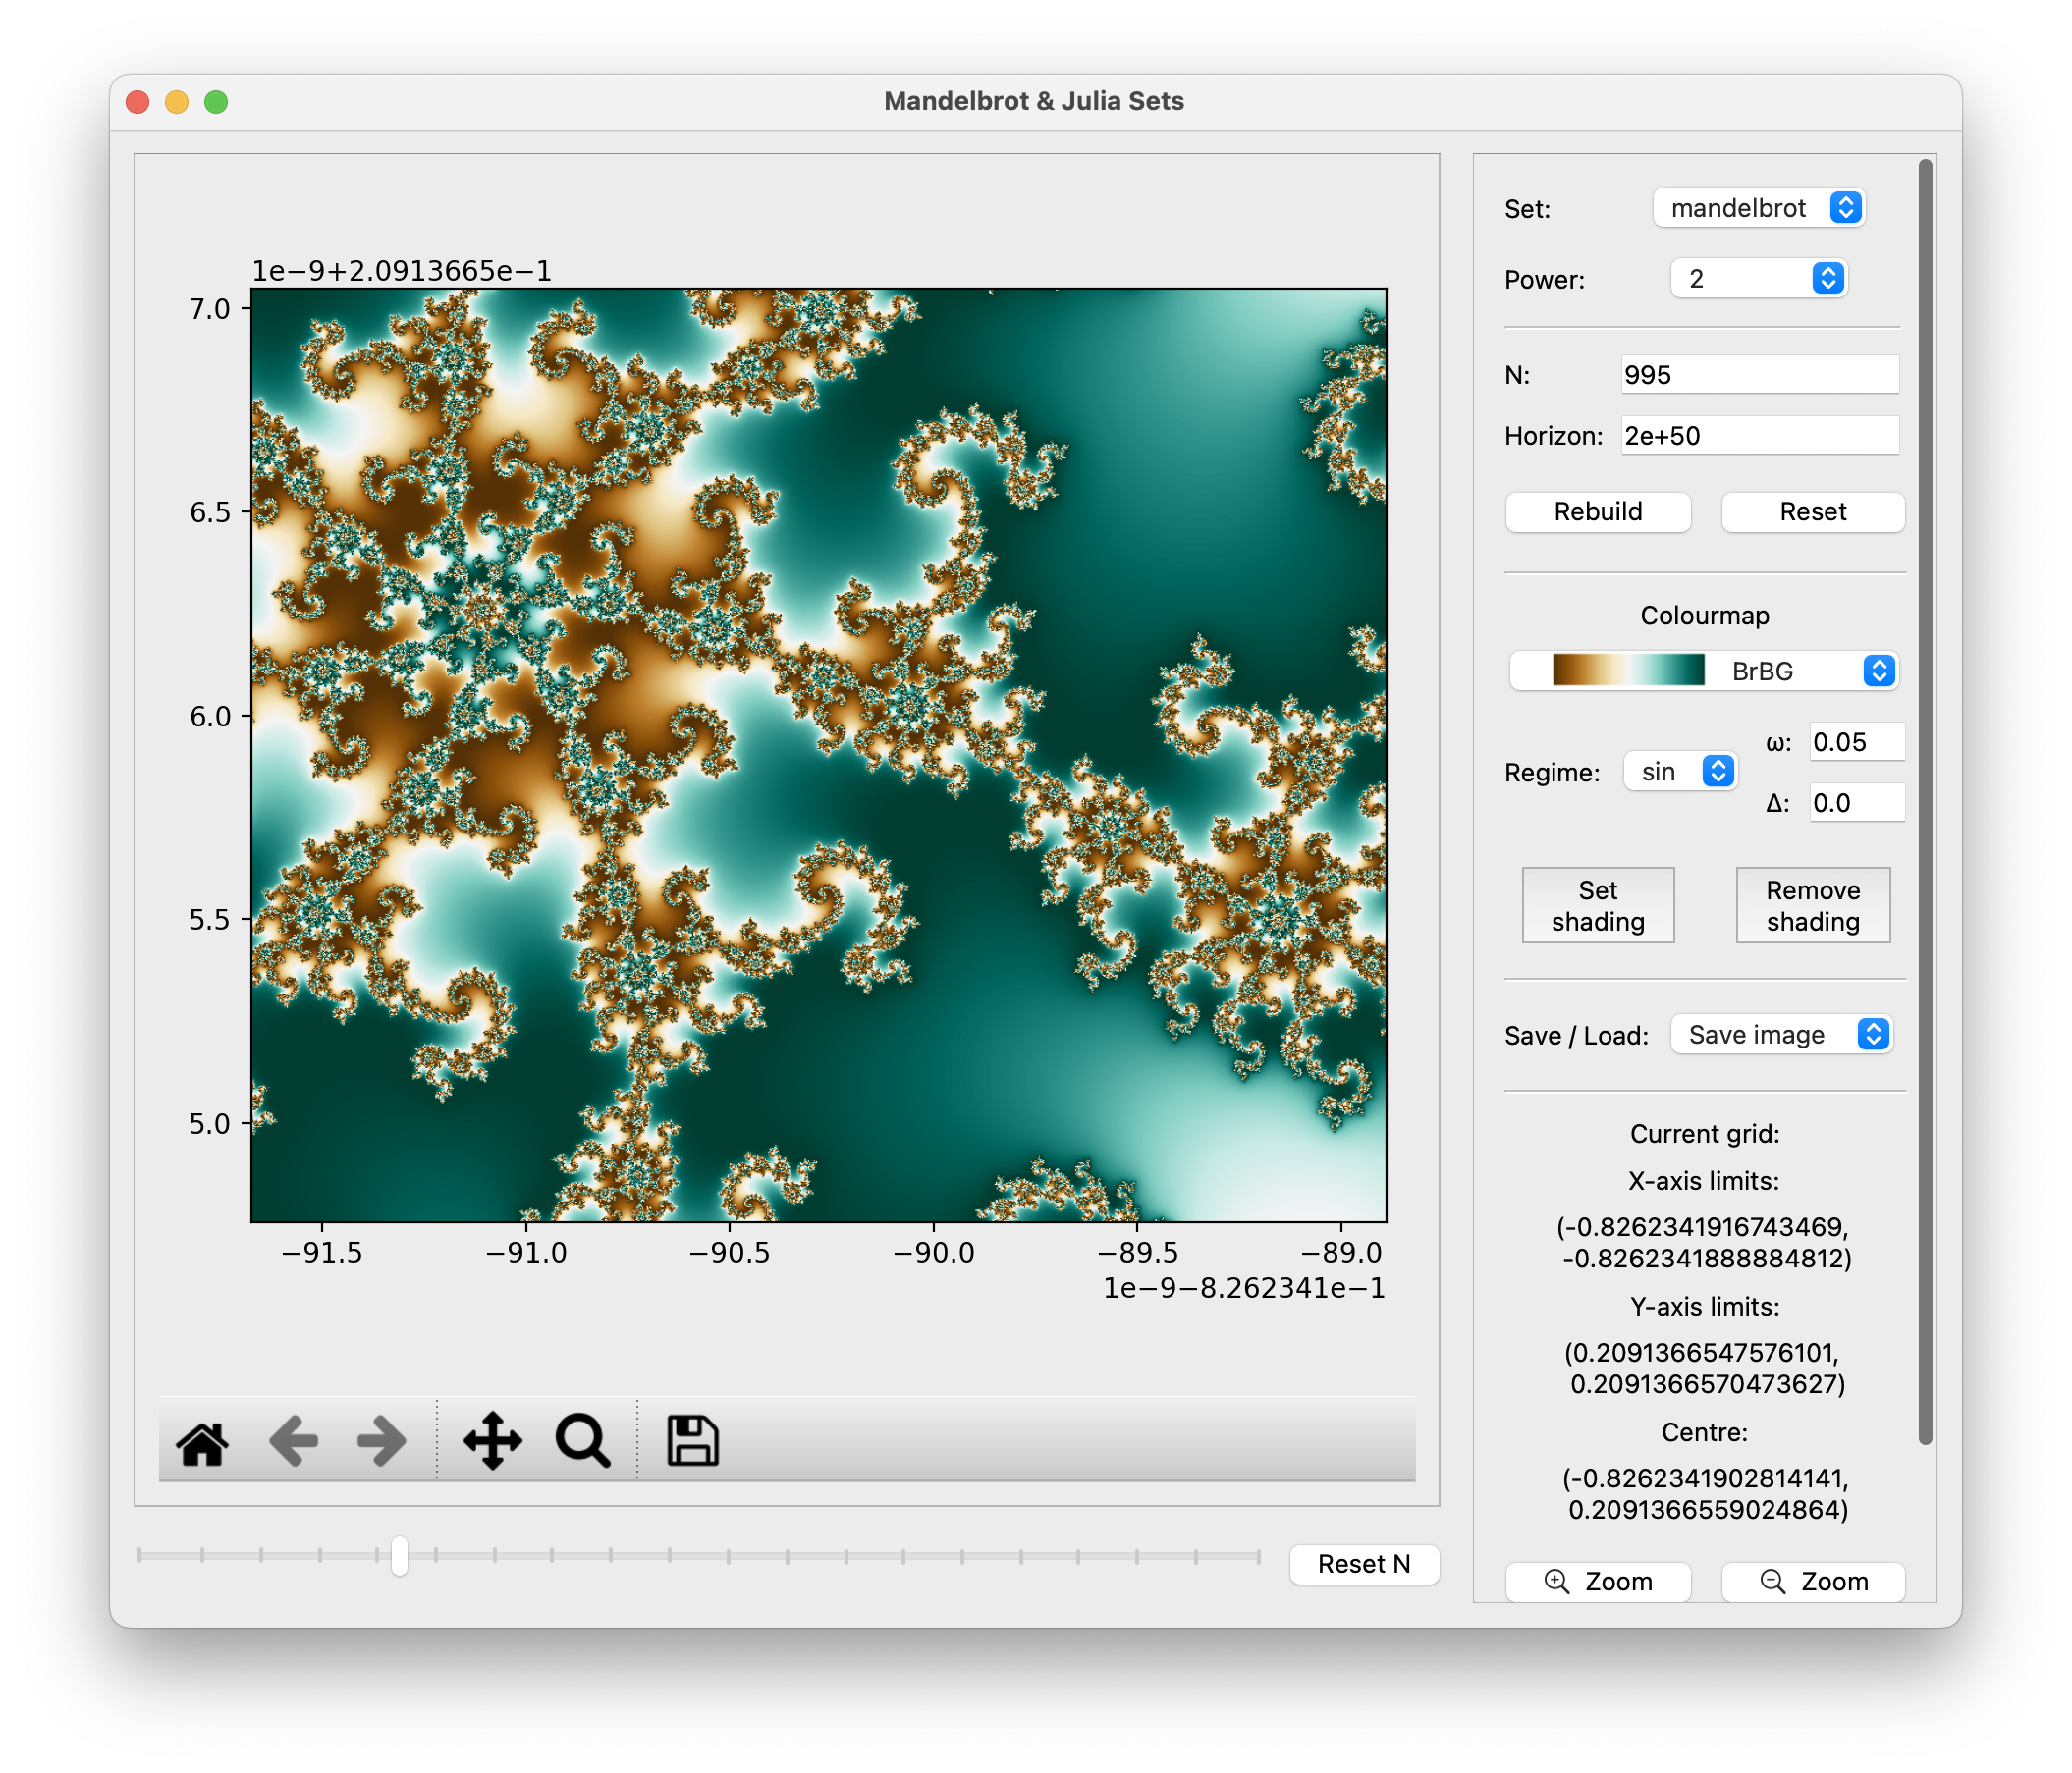 Mandelbrot & Julia Sets
1e−9+2.0913665e−1
7.0
6.5
6.0
5.5
5.0
−91.5 −91.0 −90.5 −90.0 −89.5 −89.0
1e−9−8.262341e−1
Reset N
Set: mandelbrot
Power: 2
N: 995
Horizon: 2e+50
Rebuild Reset
Colourmap
BrBG
Regime: sin
ω: 0.05
Δ: 0.0
Set shading
Remove shading
Save / Load: Save image
Current grid:
X-axis limits:
(-0.8262341916743469,
-0.8262341888884812)
Y-axis limits:
(0.2091366547576101,
0.2091366570473627)
Centre:
(-0.8262341902814141,
0.2091366559024864)
Zoom Zoom